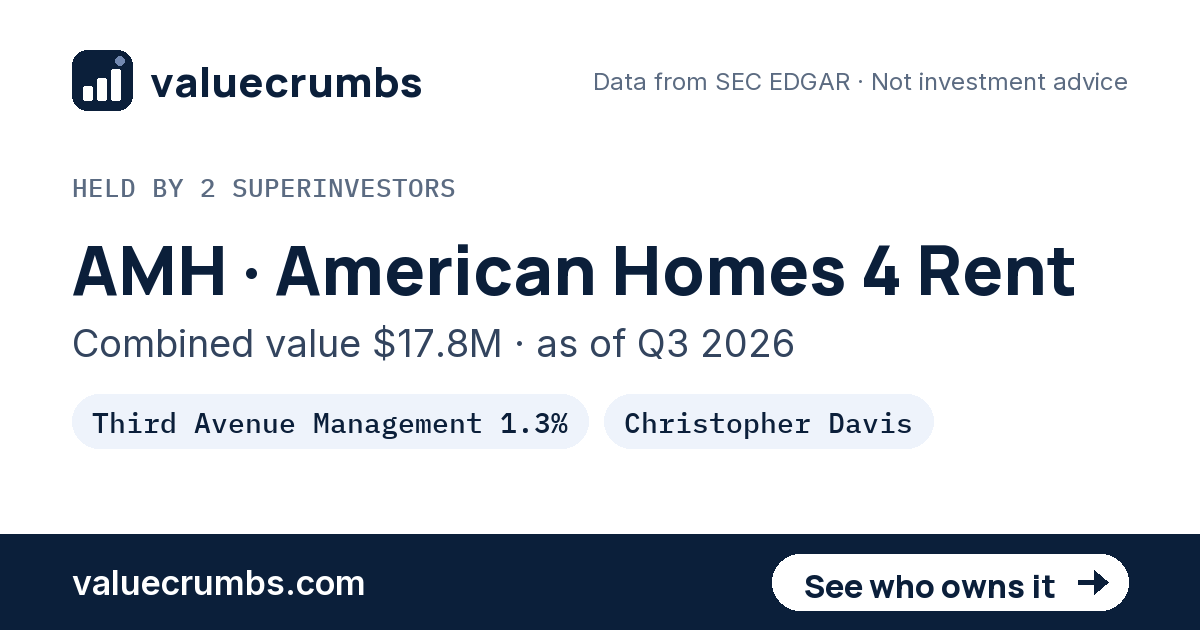 valuecrumbs
Data from SEC EDGAR · Not investment advice
HELD BY 2 SUPERINVESTORS
AMH · American Homes 4 Rent
Combined value $17.8M · as of Q3 2026
Third Avenue Management 1.3%
Christopher Davis
valuecrumbs.com
See who owns it →